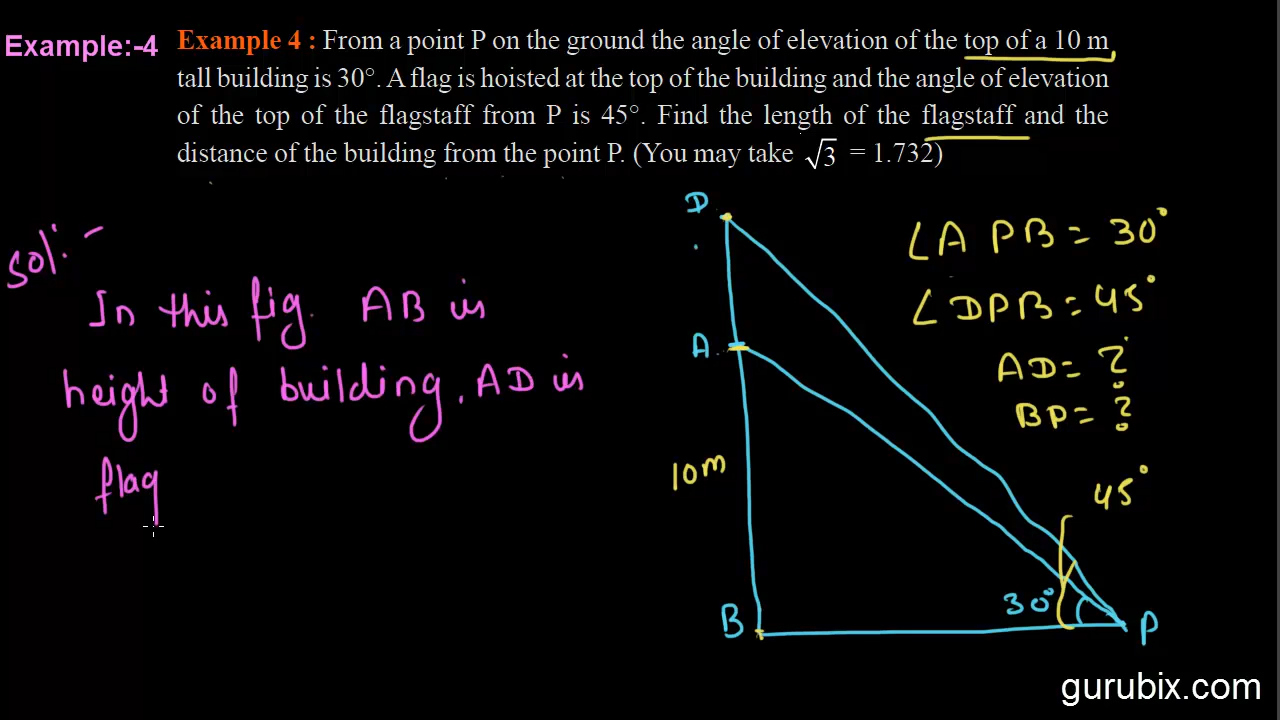 Example:-4
Example 4 : From a point P on the ground the angle of elevation of the top of a 10 m
tall building is 30°. A flag is hoisted at the top of the building and the angle of elevation
of the top of the flagstaff from P is 45°. Find the length of the flagstaff and the
distance of the building from the point P. (You may take √3 = 1.732)
Sol:-
In this fig. AB is
height of building. AD is
flag
D
A
10m
B
30°
P
45°
∠APB = 30°
∠DPB = 45°
AD = ?
BP = ?
gurubix.com